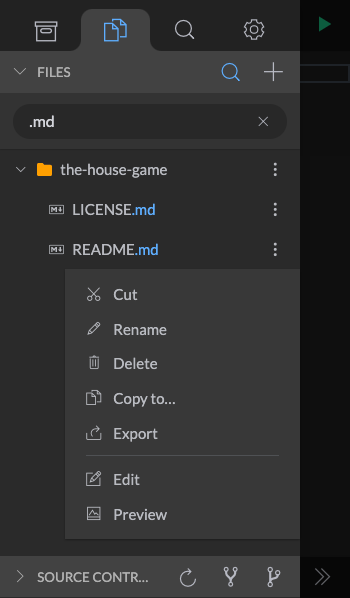 FILES
.md
the-house-game
LICENSE.md
README.md
Cut
Rename
Delete
Copy to...
Export
Edit
Preview
SOURCE CONTR...